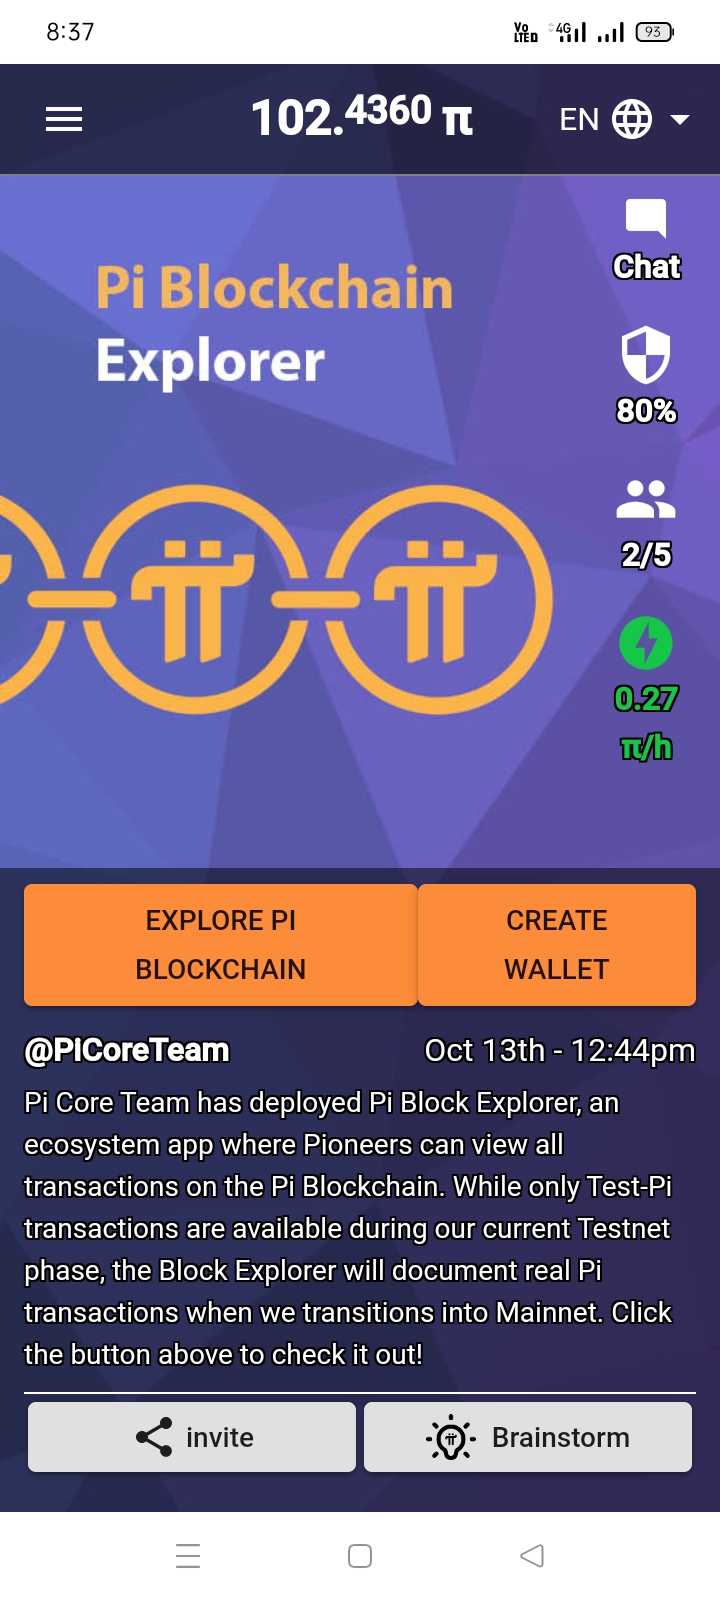 8:37
Vo LTE 4G 93
102.4360 π
EN
Pi Blockchain
Explorer
Chat
80%
2/5
0.27
π/h
EXPLORE PI
BLOCKCHAIN
CREATE
WALLET
@PiCoreTeam
Oct 13th - 12:44pm
Pi Core Team has deployed Pi Block Explorer, an
ecosystem app where Pioneers can view all
transactions on the Pi Blockchain. While only Test-Pi
transactions are available during our current Testnet
phase, the Block Explorer will document real Pi
transactions when we transitions into Mainnet. Click
the button above to check it out!
invite
Brainstorm